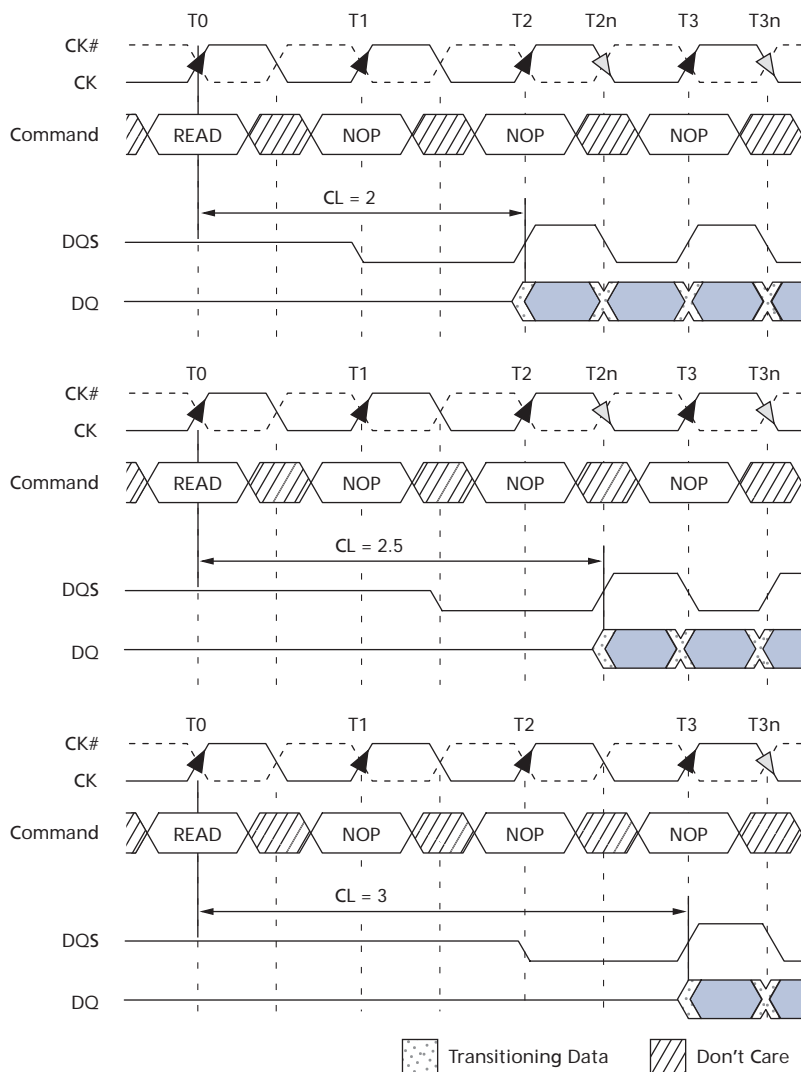 T0 T1 T2 T2n T3 T3n
CK#
CK
Command READ NOP NOP NOP
CL = 2
DQS
DQ
T0 T1 T2 T2n T3 T3n
CK#
CK
Command READ NOP NOP NOP
CL = 2.5
DQS
DQ
T0 T1 T2 T3 T3n
CK#
CK
Command READ NOP NOP NOP
CL = 3
DQS
DQ
Transitioning Data Don't Care